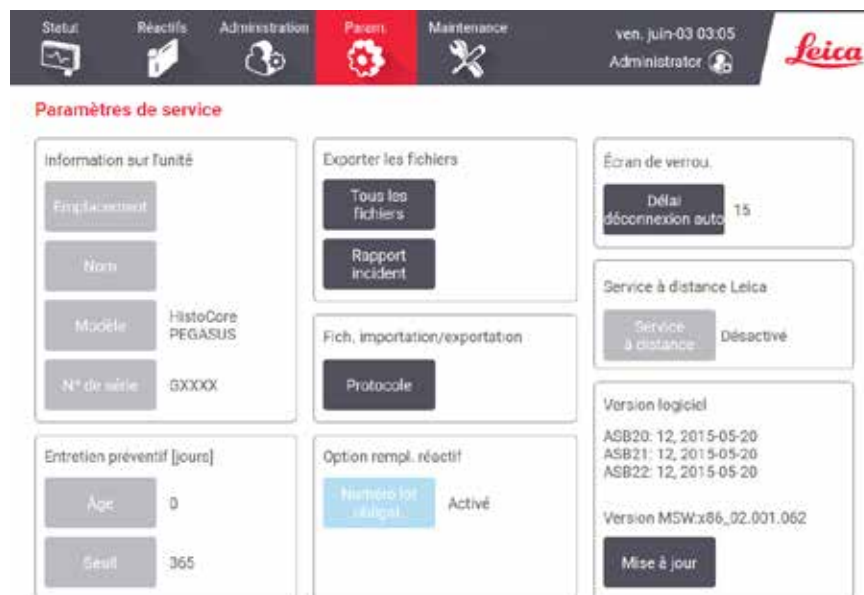 Statut
Réactifs
Administration
Param.
Maintenance
ven. juin-03 03:05
Administrator
Leica
Paramètres de service
Information sur l'unité
Emplacement
Nom
Modèle
HistoCore
PEGASUS
N° de série
GXXXX
Entretien préventif [jours]
Âge
0
Seuil
365
Exporter les fichiers
Tous les
fichiers
Rapport
incident
Fich. importation/exportation
Protocole
Option rempl. réactif
Numéro lot
obligat.
Activé
Écran de verrou.
Délai
déconnexion auto
15
Service à distance Leica
Service
à distance
Désactivé
Version logiciel
ASB20: 12, 2015-05-20
ASB21: 12, 2015-05-20
ASB22: 12, 2015-05-20
Version MSW:x86_02.001.062
Mise à jour